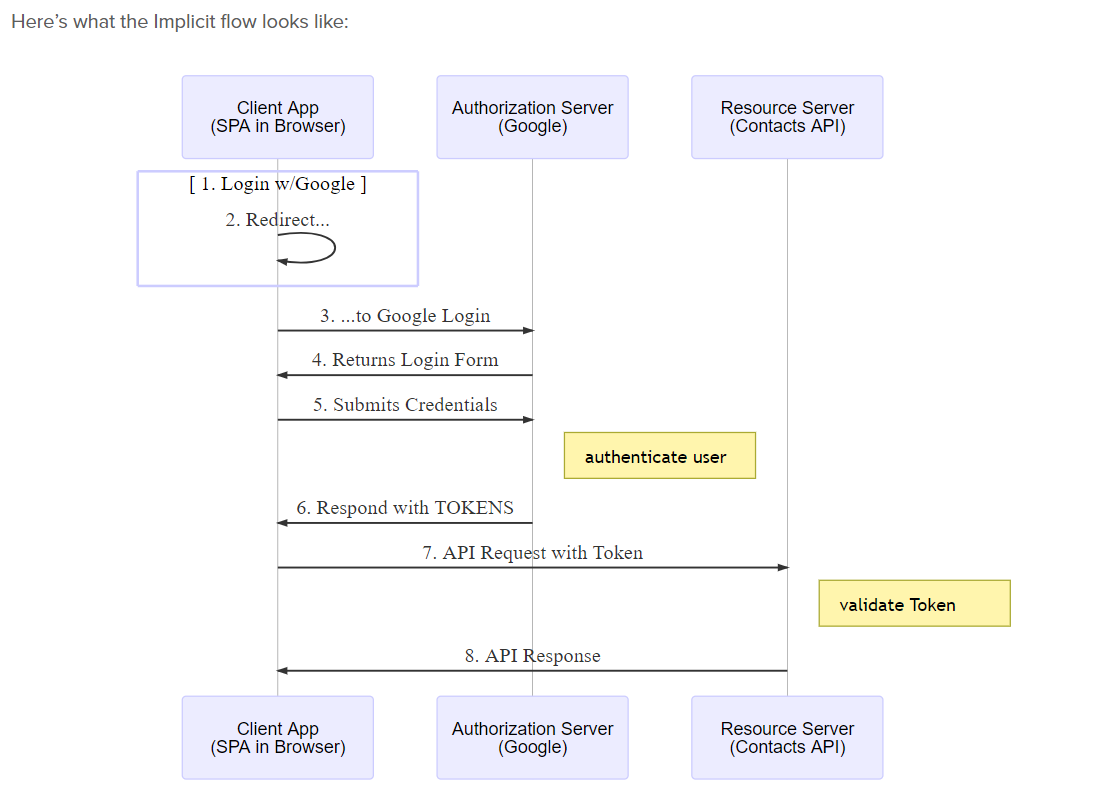 Here’s what the Implicit flow looks like:
Client App
(SPA in Browser)
Authorization Server
(Google)
Resource Server
(Contacts API)
[ 1. Login w/Google ]
2. Redirect...
3. ...to Google Login
4. Returns Login Form
5. Submits Credentials
authenticate user
6. Respond with TOKENS
7. API Request with Token
validate Token
8. API Response
Client App
(SPA in Browser)
Authorization Server
(Google)
Resource Server
(Contacts API)